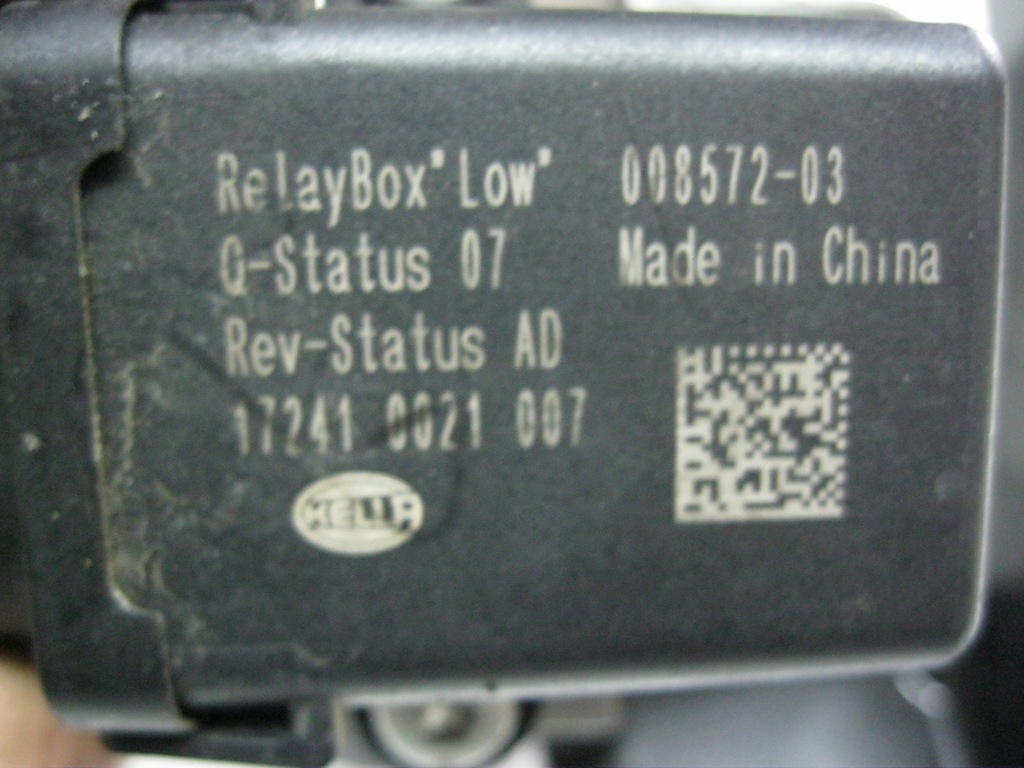 RelayBox"Low" 008572-03
Q-Status 07 Made in China
Rev-Status AD
17241 0021 007
HELLA